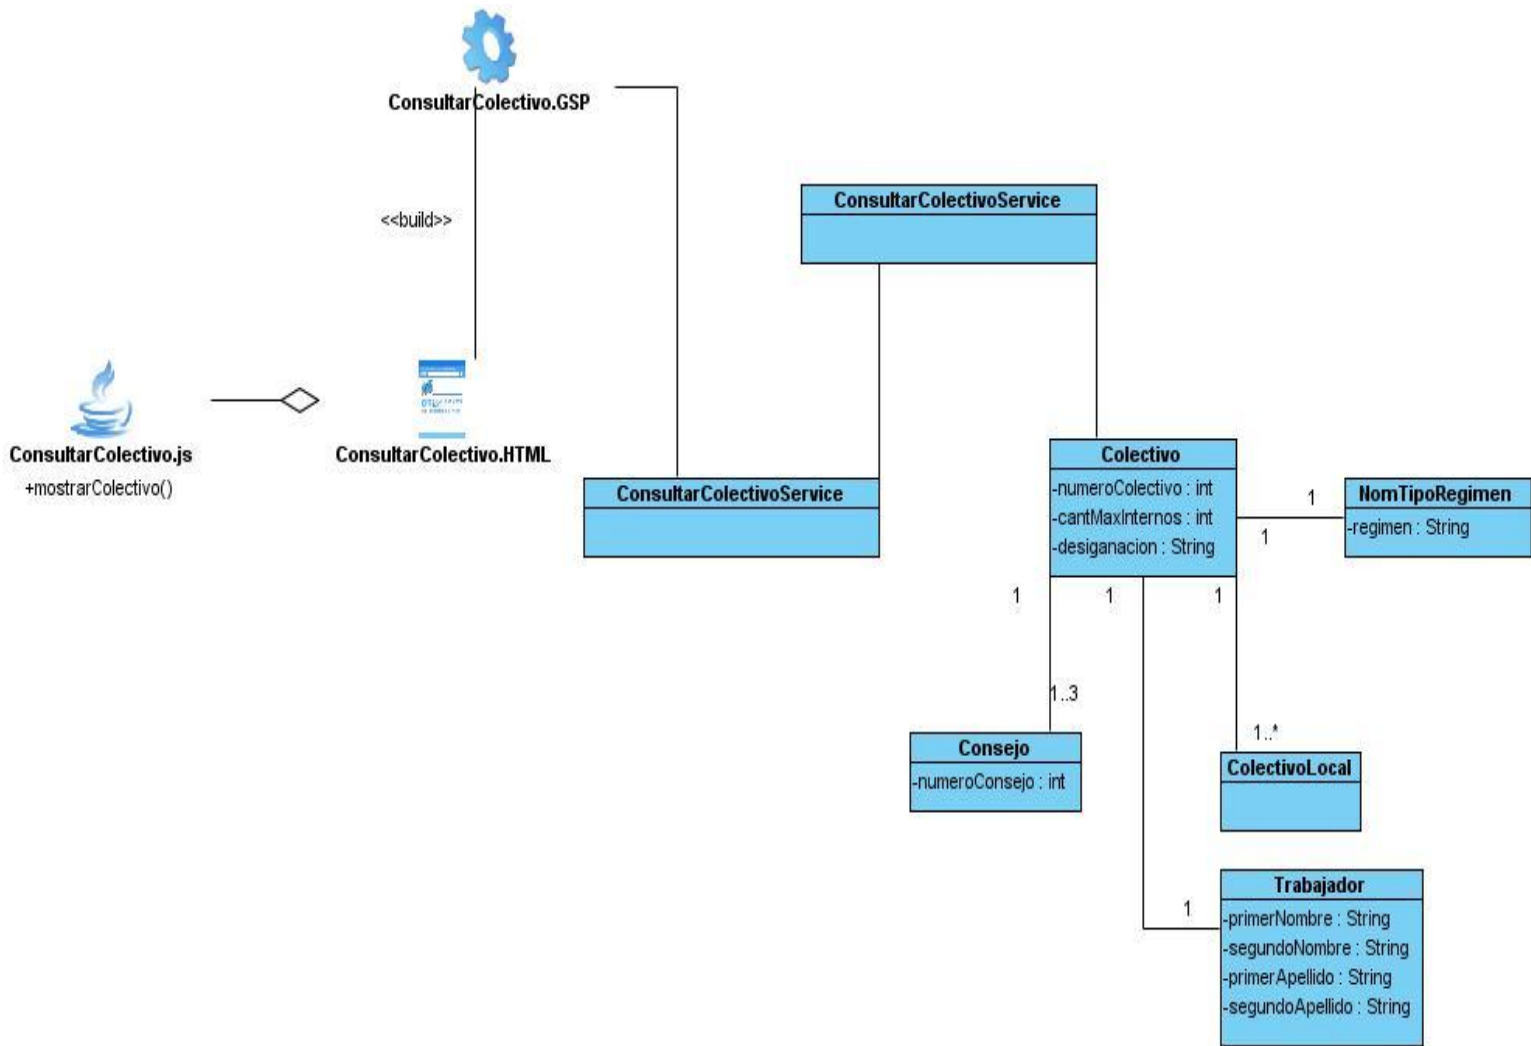 ConsultarColectivo.GSP
<<build>>
ConsultarColectivo.js
+mostrarColectivo()
ConsultarColectivo.HTML
ConsultarColectivoService
ConsultarColectivoService
Colectivo
-numeroColectivo : int
-cantMaxInternos : int
-desiganacion : String
1
1
NomTipoRegimen
-regimen : String
1
1
1
1..3
1..*
Consejo
-numeroConsejo : int
ColectivoLocal
1
Trabajador
-primerNombre : String
-segundoNombre : String
-primerApellido : String
-segundoApellido : String